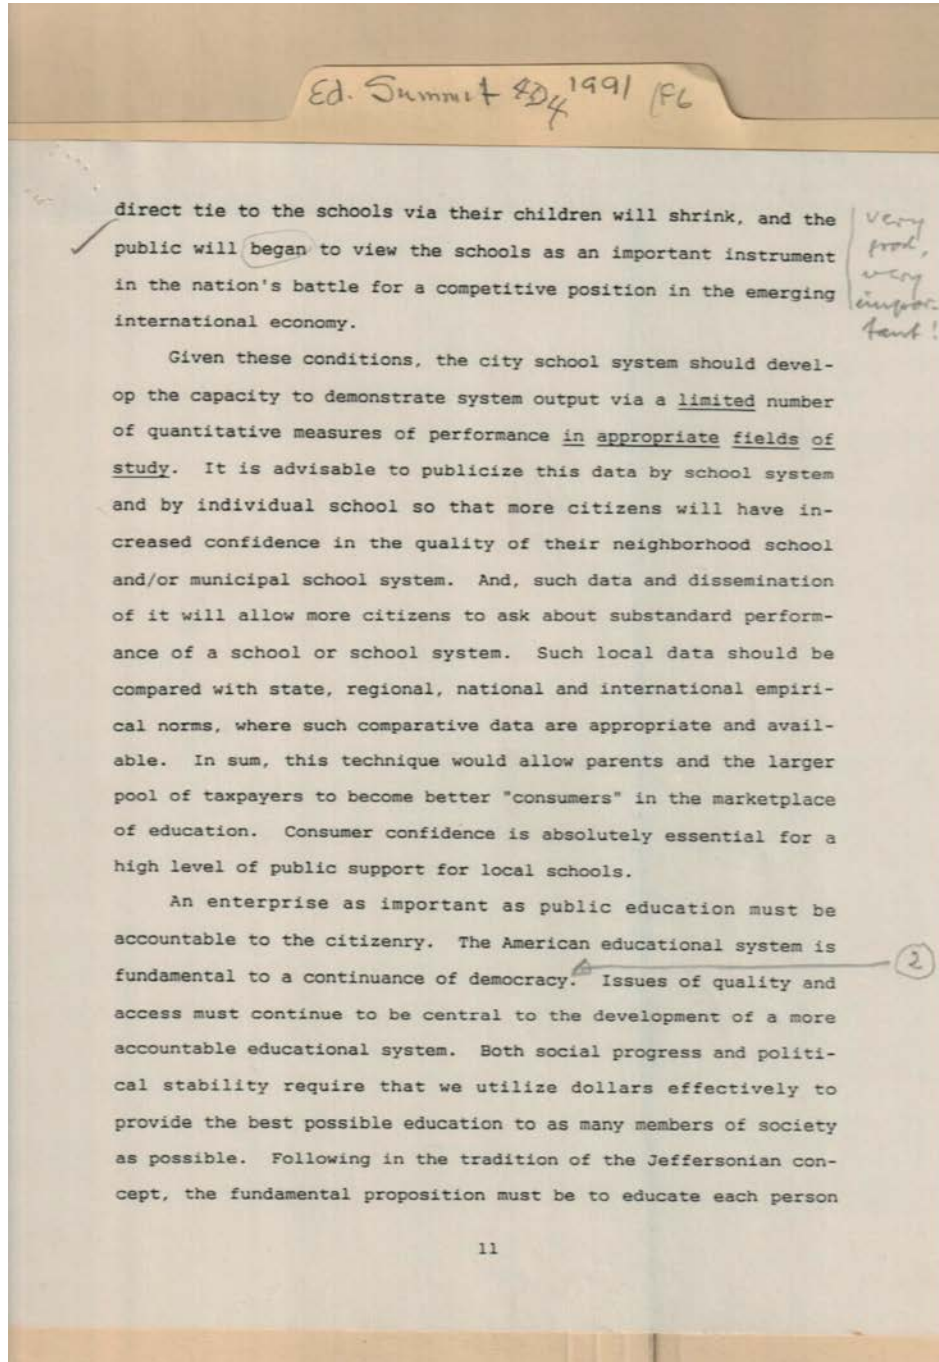 Ed. Summit 4D4 1991 (F6
direct tie to the schools via their children will shrink, and the
public will began to view the schools as an important instrument
in the nation's battle for a competitive position in the emerging
international economy.
very
good,
very
impor-
tant!
Given these conditions, the city school system should devel-
op the capacity to demonstrate system output via a limited number
of quantitative measures of performance in appropriate fields of
study. It is advisable to publicize this data by school system
and by individual school so that more citizens will have in-
creased confidence in the quality of their neighborhood school
and/or municipal school system. And, such data and dissemination
of it will allow more citizens to ask about substandard perform-
ance of a school or school system. Such local data should be
compared with state, regional, national and international empiri-
cal norms, where such comparative data are appropriate and avail-
able. In sum, this technique would allow parents and the larger
pool of taxpayers to become better "consumers" in the marketplace
of education. Consumer confidence is absolutely essential for a
high level of public support for local schools.
An enterprise as important as public education must be
accountable to the citizenry. The American educational system is
fundamental to a continuance of democracy. Issues of quality and
2
access must continue to be central to the development of a more
accountable educational system. Both social progress and politi-
cal stability require that we utilize dollars effectively to
provide the best possible education to as many members of society
as possible. Following in the tradition of the Jeffersonian con-
cept, the fundamental proposition must be to educate each person
11